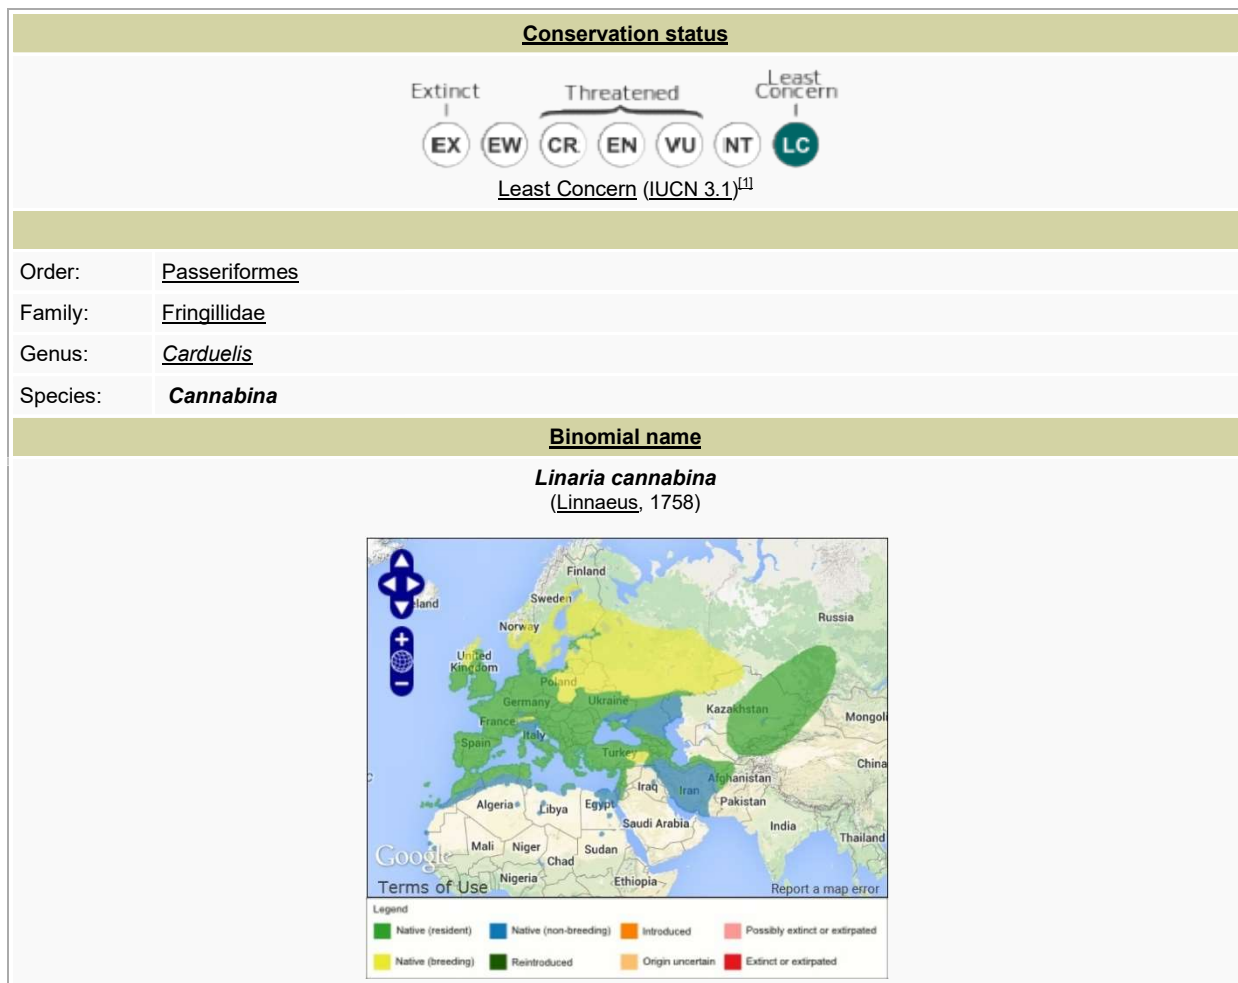 Conservation status
Extinct
Threatened
Least
Concern
EX EW CR EN VU NT LC
Least Concern (IUCN 3.1)[1]
Order: Passeriformes
Family: Fringillidae
Genus: Carduelis
Species: Cannabina
Binomial name
Linaria cannabina
(Linnaeus, 1758)
Finland
eland
Sweden
Russia
Norway
United
Kingdom
Poland
Germany
Ukraine
Kazakhstan
Mongoli
France
Italy
Spain
Turkey
China
Afghanistan
Iraq
Iran
Algeria
Libya
Egypt
Pakistan
Saudi Arabia
India
Thailand
Mali
Niger
Sudan
Google
Chad
Nigeria
Ethiopia
Terms of Use
Report a map error
Legend
Native (resident) Native (non-breeding) Introduced Possibly extinct or extirpated
Native (breeding) Reintroduced Origin uncertain Extinct or extirpated